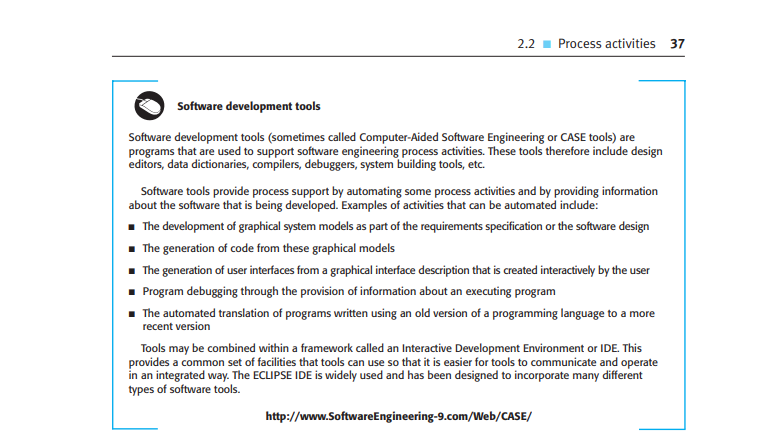 2.2 ■ Process activities 37
Software development tools
Software development tools (sometimes called Computer-Aided Software Engineering or CASE tools) are
programs that are used to support software engineering process activities. These tools therefore include design
editors, data dictionaries, compilers, debuggers, system building tools, etc.
Software tools provide process support by automating some process activities and by providing information
about the software that is being developed. Examples of activities that can be automated include:
■ The development of graphical system models as part of the requirements specification or the software design
■ The generation of code from these graphical models
■ The generation of user interfaces from a graphical interface description that is created interactively by the user
■ Program debugging through the provision of information about an executing program
■ The automated translation of programs written using an old version of a programming language to a more
recent version
Tools may be combined within a framework called an Interactive Development Environment or IDE. This
provides a common set of facilities that tools can use so that it is easier for tools to communicate and operate
in an integrated way. The ECLIPSE IDE is widely used and has been designed to incorporate many different
types of software tools.
http://www.SoftwareEngineering-9.com/Web/CASE/